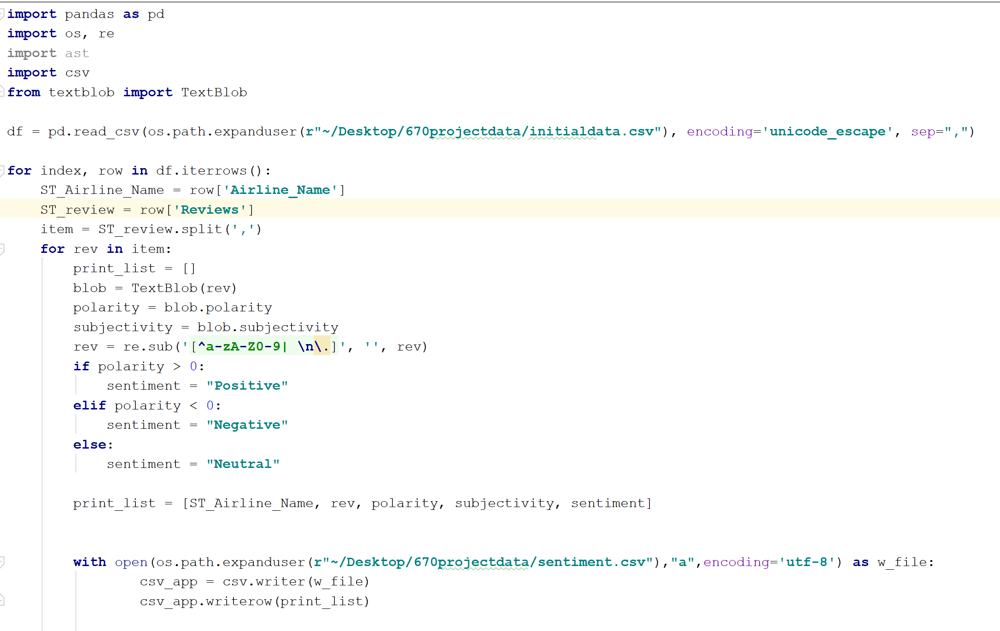 import pandas as pd
import os, re
import ast
import csv
from textblob import TextBlob
df = pd.read_csv(os.path.expanduser(r"~/Desktop/670projectdata/initialdata.csv"), encoding='unicode_escape', sep=",")
for index, row in df.iterrows():
    ST_Airline_Name = row['Airline_Name']
    ST_review = row['Reviews']
    item = ST_review.split(',')
    for rev in item:
        print_list = []
        blob = TextBlob(rev)
        polarity = blob.polarity
        subjectivity = blob.subjectivity
        rev = re.sub('[^a-zA-Z0-9| \n\.]', '', rev)
        if polarity > 0:
            sentiment = "Positive"
        elif polarity < 0:
            sentiment = "Negative"
        else:
            sentiment = "Neutral"
        print_list = [ST_Airline_Name, rev, polarity, subjectivity, sentiment]
        with open(os.path.expanduser(r"~/Desktop/670projectdata/sentiment.csv"),"a",encoding='utf-8') as w_file:
                csv_app = csv.writer(w_file)
                csv_app.writerow(print_list)